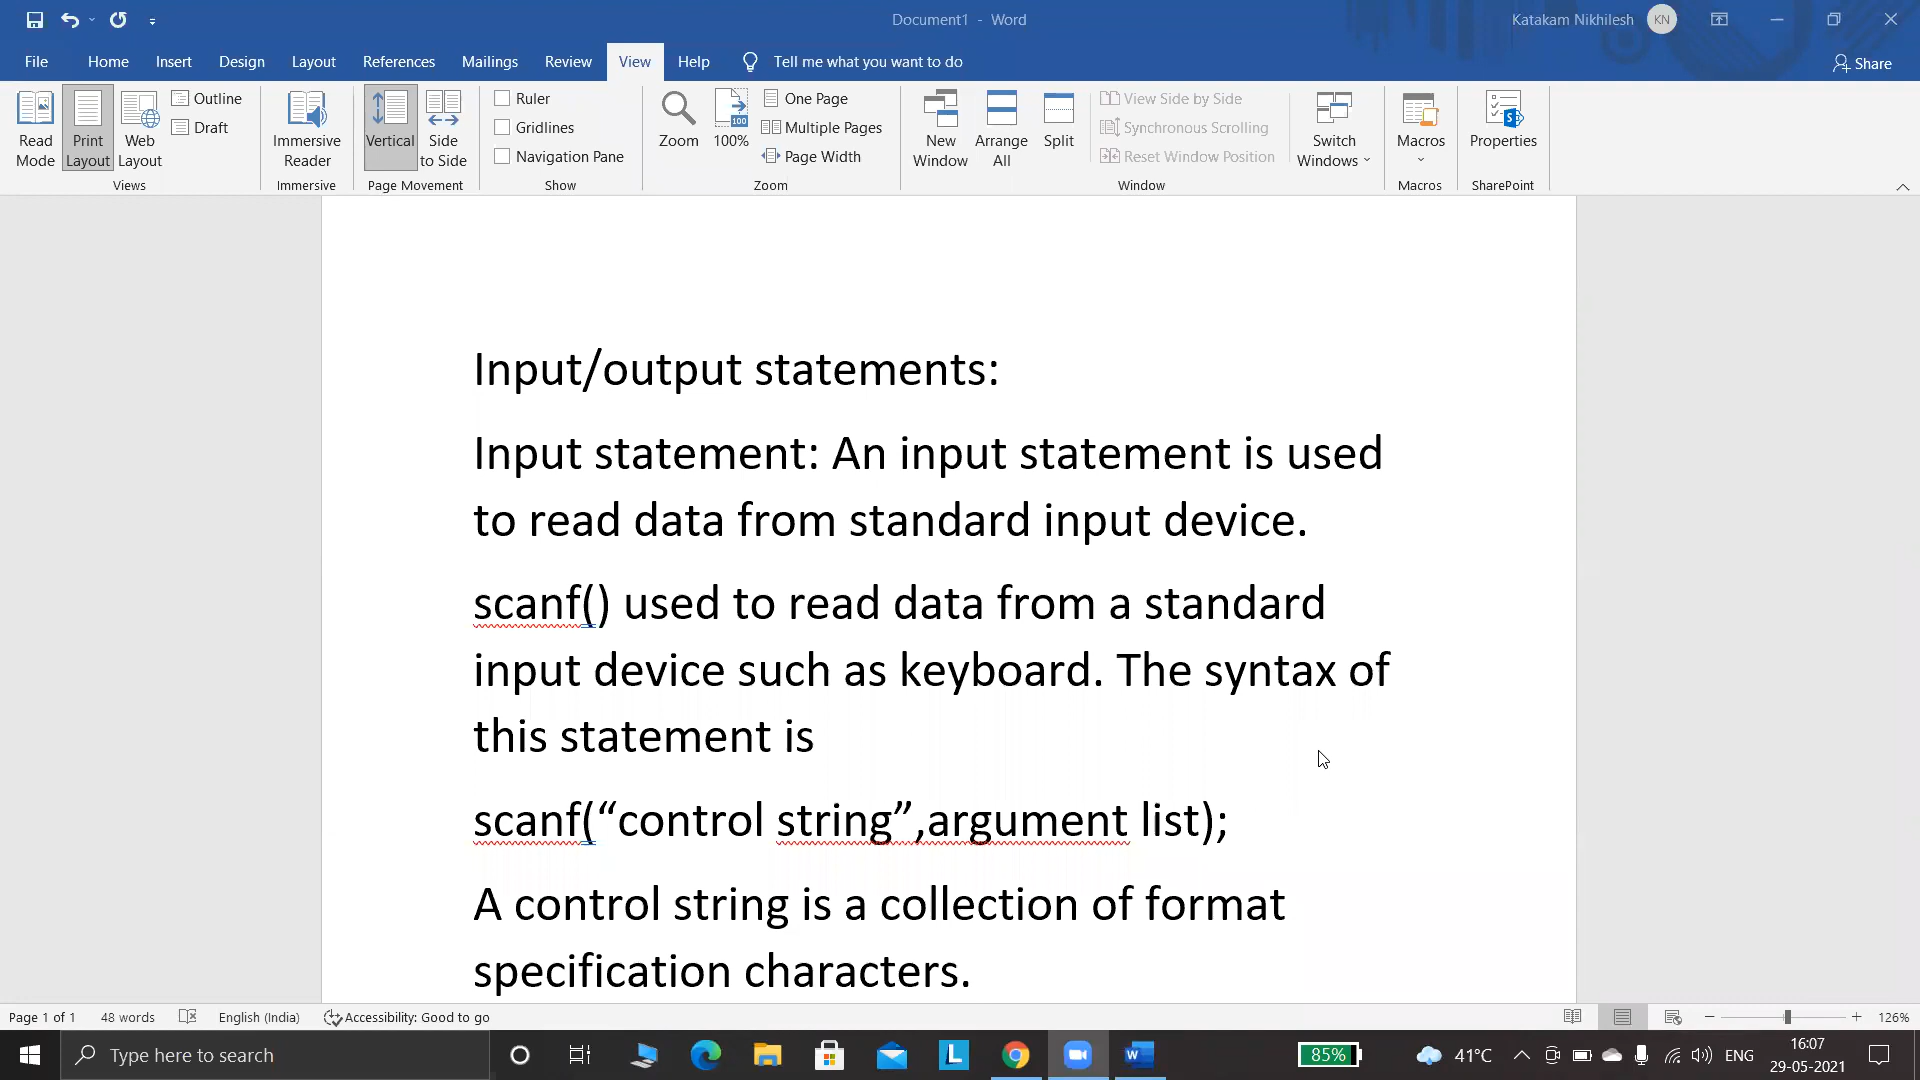 Document1 - Word
Katakam Nikhilesh KN
File Home Insert Design Layout References Mailings Review View Help Tell me what you want to do Share
Read Mode
Print Layout
Web Layout
Outline
Draft
Views
Immersive Reader
Immersive
Vertical
Side to Side
Page Movement
Ruler
Gridlines
Navigation Pane
Show
Zoom
100
100%
One Page
Multiple Pages
Page Width
Zoom
New Window
Arrange All
Split
View Side by Side
Synchronous Scrolling
Reset Window Position
Switch Windows
Window
Macros
Macros
S
Properties
SharePoint
Input/output statements:
Input statement: An input statement is used
to read data from standard input device.
scanf() used to read data from a standard
input device such as keyboard. The syntax of
this statement is
scanf(“control string”,argument list);
A control string is a collection of format
specification characters.
Page 1 of 1 48 words English (India) Accessibility: Good to go 126%
Type here to search L W 85% 41°C ENG
16:07
29-05-2021